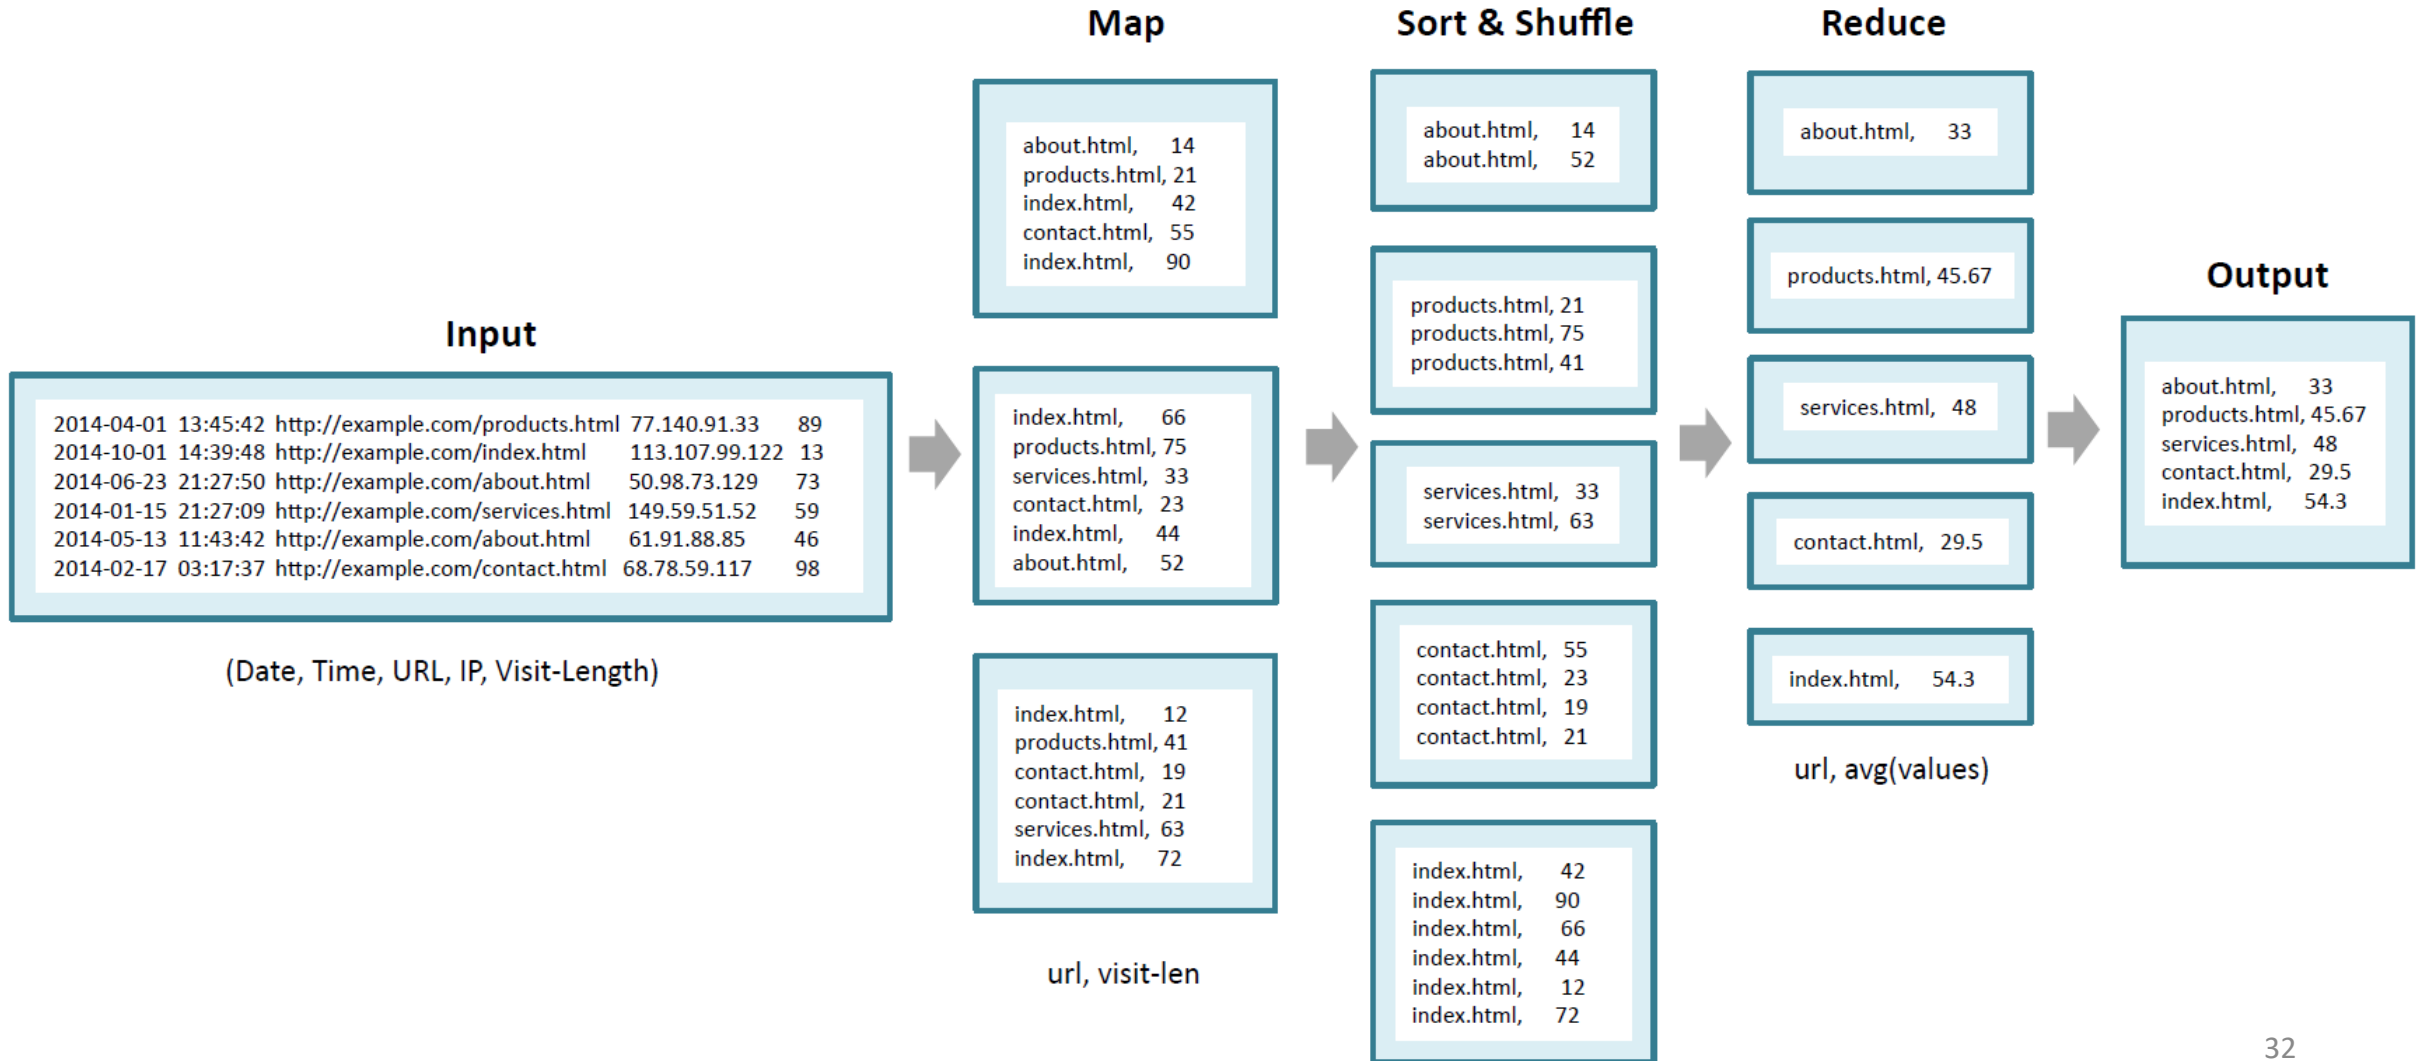 Input
2014-04-01 13:45:42 http://example.com/products.html 77.140.91.33 89
2014-10-01 14:39:48 http://example.com/index.html 113.107.99.122 13
2014-06-23 21:27:50 http://example.com/about.html 50.98.73.129 73
2014-01-15 21:27:09 http://example.com/services.html 149.59.51.52 59
2014-05-13 11:43:42 http://example.com/about.html 61.91.88.85 46
2014-02-17 03:17:37 http://example.com/contact.html 68.78.59.117 98
(Date, Time, URL, IP, Visit-Length)
Map
about.html, 14
products.html, 21
index.html, 42
contact.html, 55
index.html, 90
index.html, 66
products.html, 75
services.html, 33
contact.html, 23
index.html, 44
about.html, 52
index.html, 12
products.html, 41
contact.html, 19
contact.html, 21
services.html, 63
index.html, 72
url, visit-len
Sort & Shuffle
about.html, 14
about.html, 52
products.html, 21
products.html, 75
products.html, 41
services.html, 33
services.html, 63
contact.html, 55
contact.html, 23
contact.html, 19
contact.html, 21
index.html, 42
index.html, 90
index.html, 66
index.html, 44
index.html, 12
index.html, 72
Reduce
about.html, 33
products.html, 45.67
services.html, 48
contact.html, 29.5
index.html, 54.3
url, avg(values)
Output
about.html, 33
products.html, 45.67
services.html, 48
contact.html, 29.5
index.html, 54.3
32